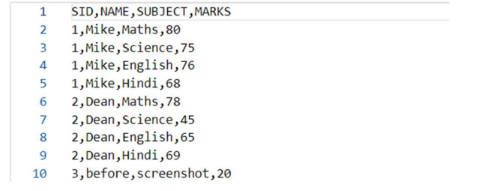 1 SID,NAME,SUBJECT,MARKS
2 1,Mike,Maths,80
3 1,Mike,Science,75
4 1,Mike,English,76
5 1,Mike,Hindi,68
6 2,Dean,Maths,78
7 2,Dean,Science,45
8 2,Dean,English,65
9 2,Dean,Hindi,69
10 3,before,screenshot,20